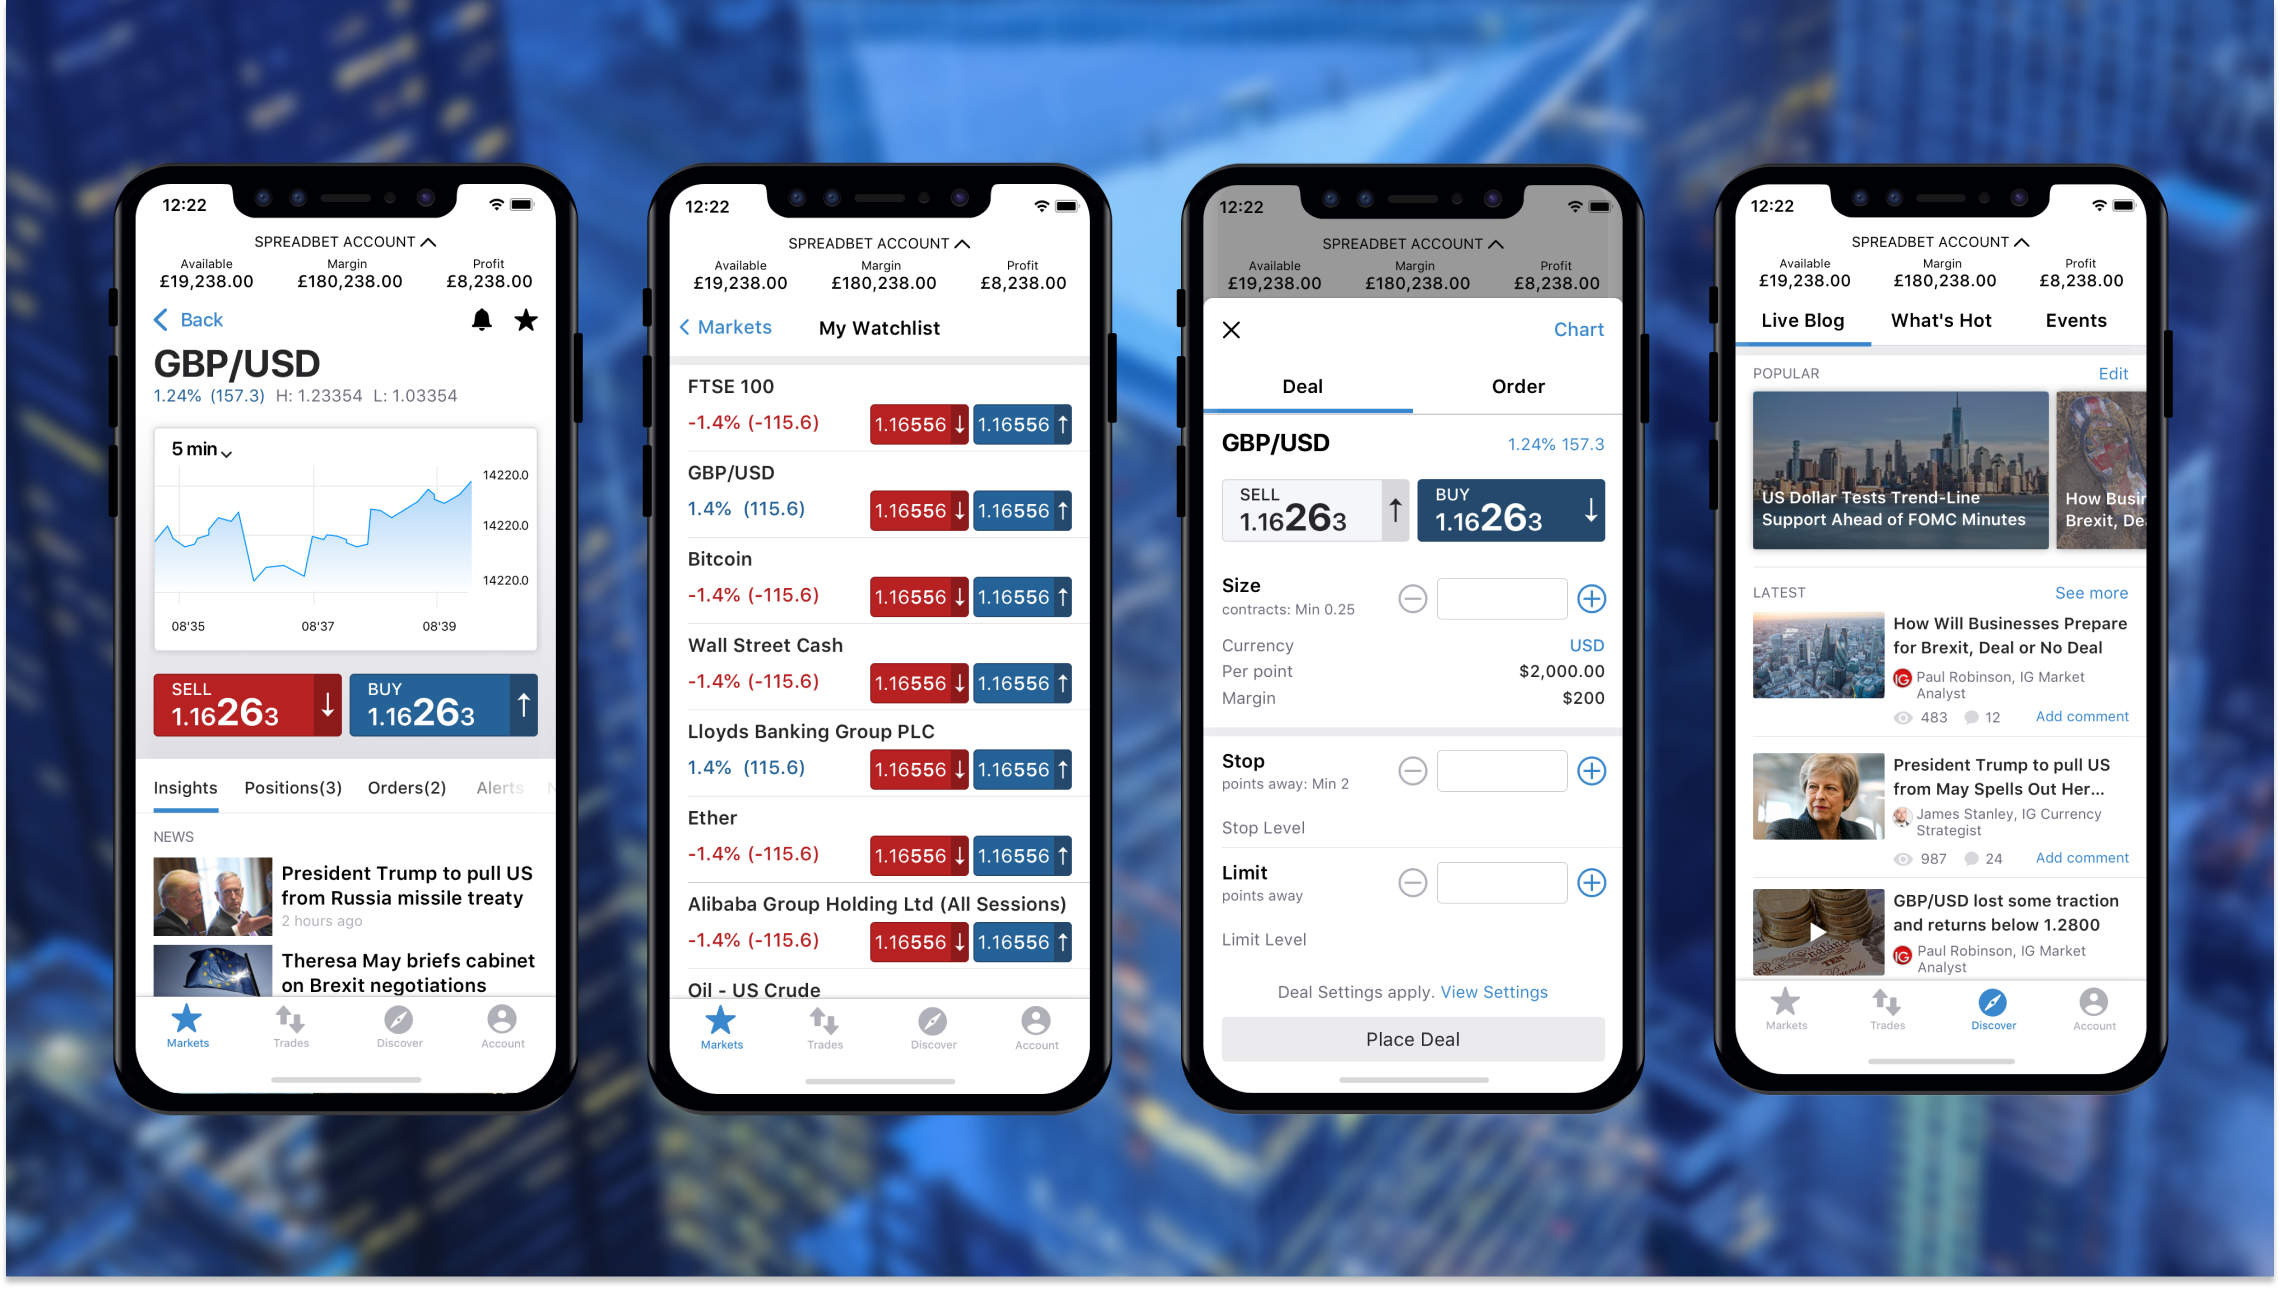 12:22
SPREADBET ACCOUNT
Available Margin Profit
£19,238.00 £180,238.00 £8,238.00
Back
GBP/USD
1.24% (157.3) H: 1.23354 L: 1.03354
5 min
14220.0
14220.0
14220.0
08'35 08'37 08'39
SELL
1.16263
BUY
1.16263
Insights Positions(3) Orders(2) Alerts
NEWS
President Trump to pull US
from Russia missile treaty
2 hours ago
Theresa May briefs cabinet
on Brexit negotiations
Markets Trades Discover Account
12:22
SPREADBET ACCOUNT
Available Margin Profit
£19,238.00 £180,238.00 £8,238.00
Markets My Watchlist
FTSE 100
-1.4% (-115.6) 1.16556 ↓ 1.16556 ↑
GBP/USD
1.4% (115.6) 1.16556 ↓ 1.16556 ↑
Bitcoin
-1.4% (-115.6) 1.16556 ↓ 1.16556 ↑
Wall Street Cash
-1.4% (-115.6) 1.16556 ↓ 1.16556 ↑
Lloyds Banking Group PLC
1.4% (115.6) 1.16556 ↓ 1.16556 ↑
Ether
-1.4% (-115.6) 1.16556 ↓ 1.16556 ↑
Alibaba Group Holding Ltd (All Sessions)
-1.4% (-115.6) 1.16556 ↓ 1.16556 ↑
Oil - US Crude
Markets Trades Discover Account
12:22
SPREADBET ACCOUNT
Available Margin Profit
£19,238.00 £180,238.00 £8,238.00
Chart
Deal Order
GBP/USD 1.24% 157.3
SELL
1.16263
BUY
1.16263
Size
contracts: Min 0.25
Currency USD
Per point $2,000.00
Margin $200
Stop
points away: Min 2
Stop Level
Limit
points away
Limit Level
Deal Settings apply. View Settings
Place Deal
12:22
SPREADBET ACCOUNT
Available Margin Profit
£19,238.00 £180,238.00 £8,238.00
Live Blog What's Hot Events
POPULAR Edit
US Dollar Tests Trend-Line
Support Ahead of FOMC Minutes
How Busi
Brexit, De
LATEST See more
How Will Businesses Prepare
for Brexit, Deal or No Deal
IG Paul Robinson, IG Market
Analyst
483 12 Add comment
President Trump to pull US
from May Spells Out Her...
James Stanley, IG Currency
Strategist
987 24 Add comment
GBP/USD lost some traction
and returns below 1.2800
IG Paul Robinson, IG Market
Analyst
Markets Trades Discover Account